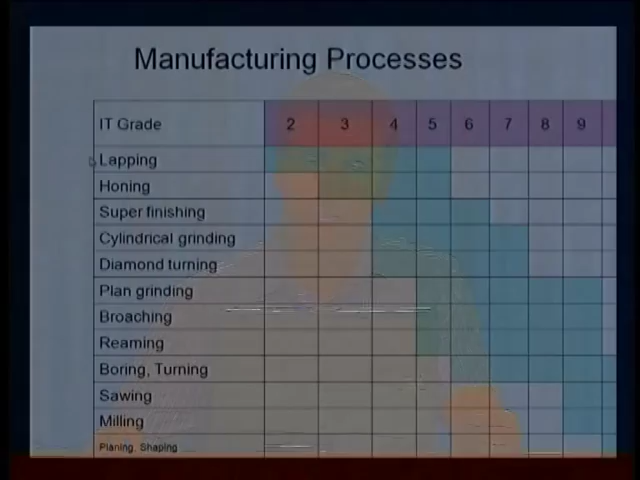 Manufacturing Processes
IT Grade 2 3 4 5 6 7 8 9
Lapping
Honing
Super finishing
Cylindrical grinding
Diamond turning
Plan grinding
Broaching
Reaming
Boring, Turning
Sawing
Milling
Planing, Shaping